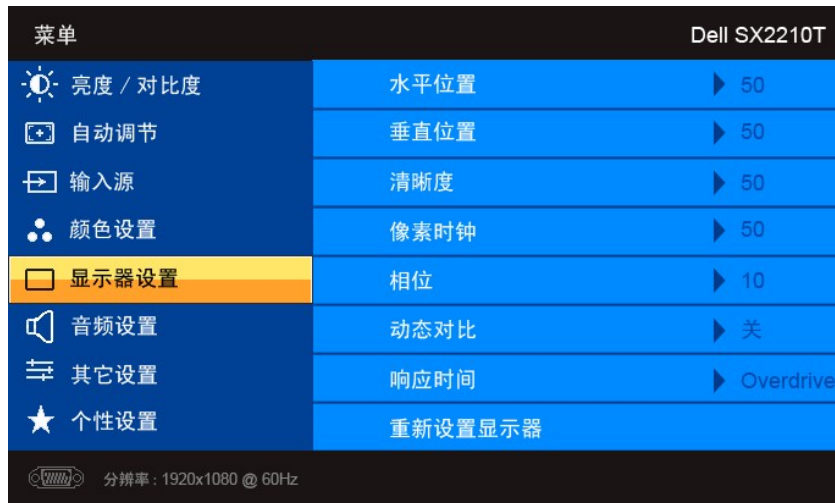 菜单 Dell SX2210T
亮度 / 对比度
水平位置 50
自动调节
垂直位置 50
输入源
清晰度 50
颜色设置
像素时钟 50
显示器设置
相位 10
音频设置
动态对比 关
其它设置
响应时间 Overdrive
个性设置
重新设置显示器
分辨率 : 1920x1080 @ 60Hz